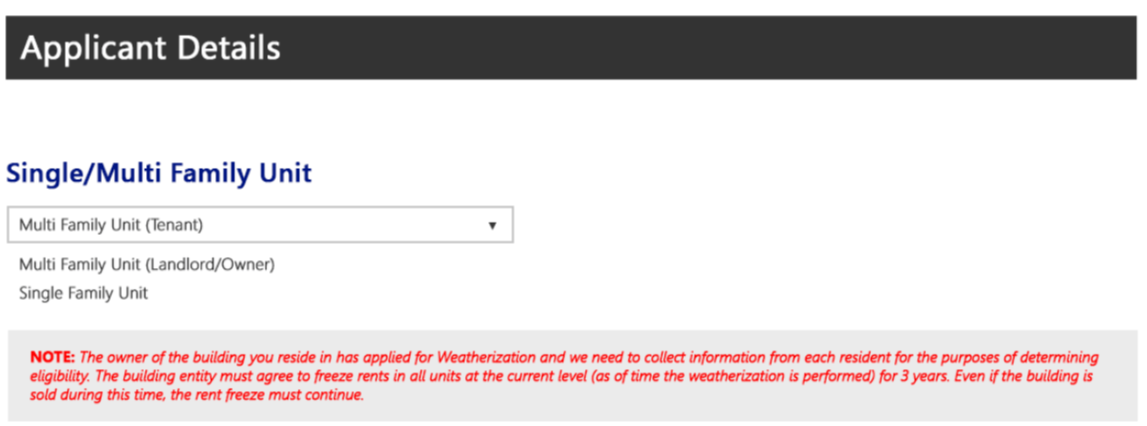 Applicant Details
Single/Multi Family Unit
Multi Family Unit (Tenant)
Multi Family Unit (Landlord/Owner)
Single Family Unit
NOTE: The owner of the building you reside in has applied for Weatherization and we need to collect information from each resident for the purposes of determining
eligibility. The building entity must agree to freeze rents in all units at the current level (as of time the weatherization is performed) for 3 years. Even if the building is
sold during this time, the rent freeze must continue.